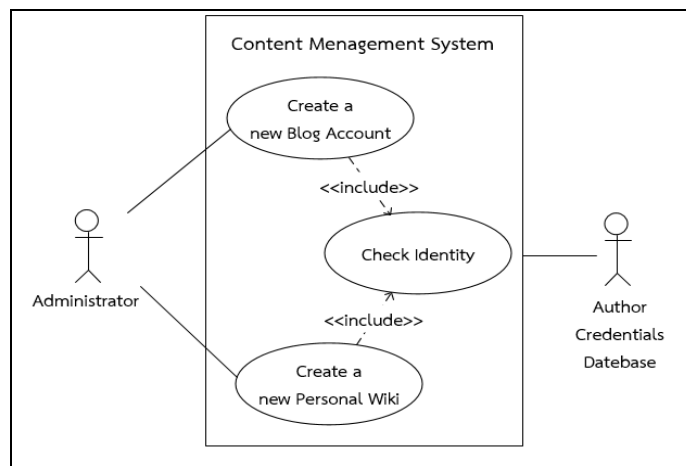 Content Menagement System
Create a
new Blog Account
<<include>>
Check Identity
Administrator
Author
Credentials
Datebase
<<include>>
Create a
new Personal Wiki